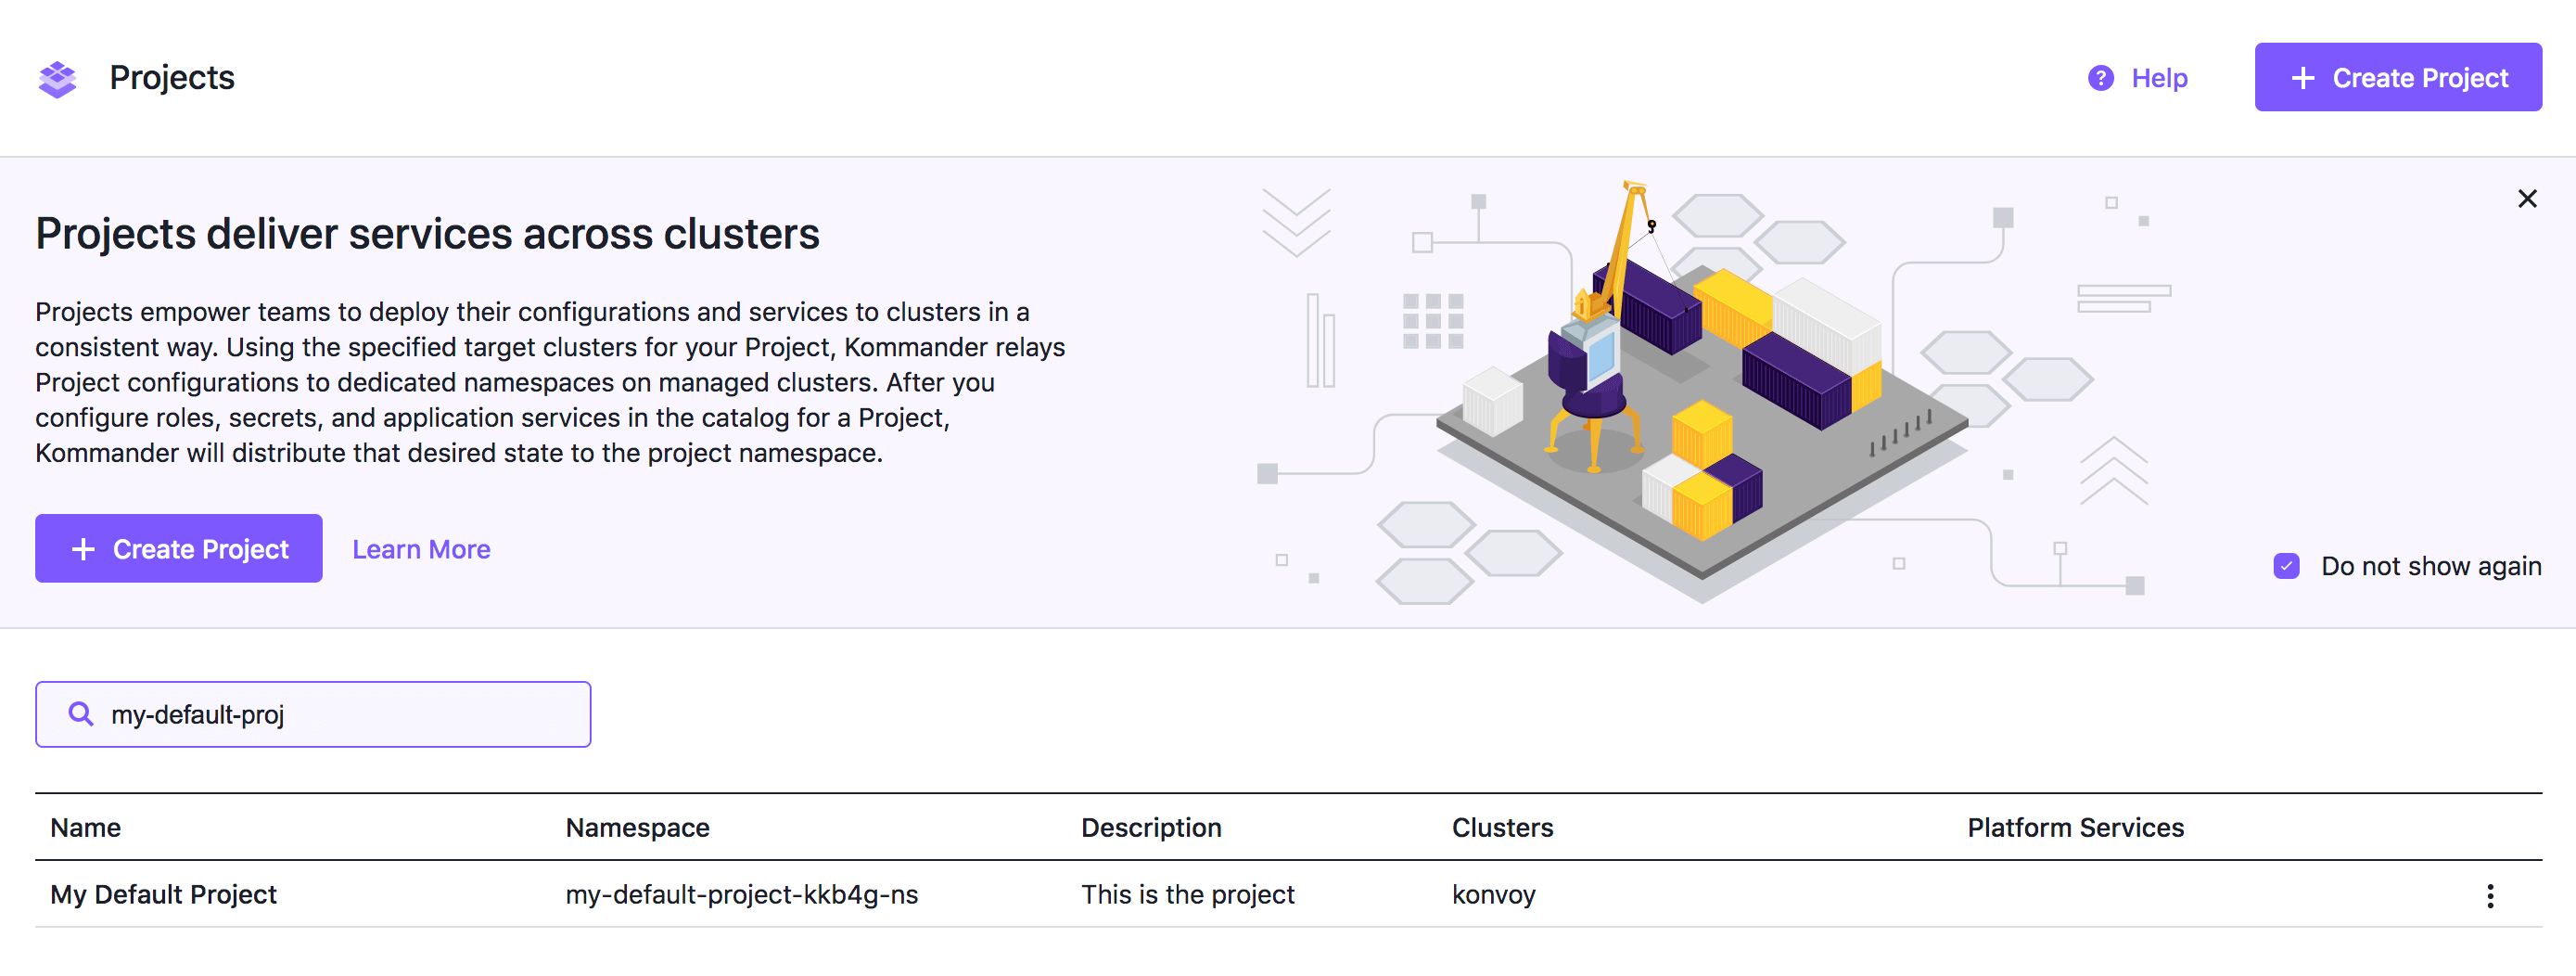 Projects
? Help
+ Create Project
Projects deliver services across clusters
Projects empower teams to deploy their configurations and services to clusters in a
consistent way. Using the specified target clusters for your Project, Kommander relays
Project configurations to dedicated namespaces on managed clusters. After you
configure roles, secrets, and application services in the catalog for a Project,
Kommander will distribute that desired state to the project namespace.
+ Create Project
Learn More
Do not show again
my-default-proj
Name Namespace Description Clusters Platform Services
My Default Project my-default-project-kkb4g-ns This is the project konvoy